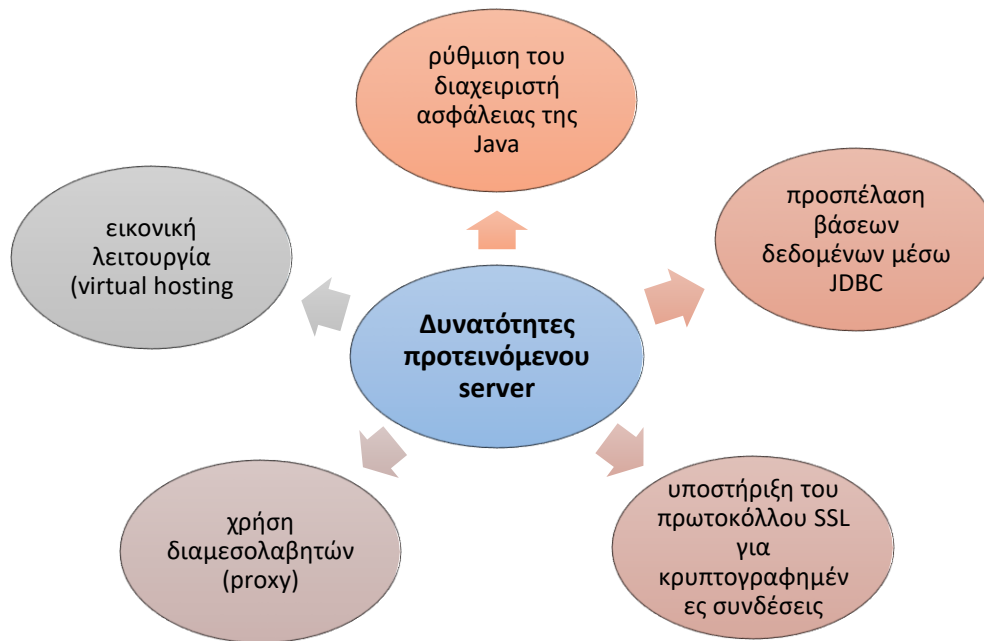 ρύθμιση του
διαχειριστή
ασφάλειας της
Java
προσπέλαση
βάσεων
δεδομένων μέσω
JDBC
εικονική
λειτουργία
(virtual hosting
Δυνατότητες
προτεινόμενου
server
υποστήριξη του
πρωτοκόλλου SSL
για
κρυπτογραφημέν
ες συνδέσεις
χρήση
διαμεσολαβητών
(proxy)